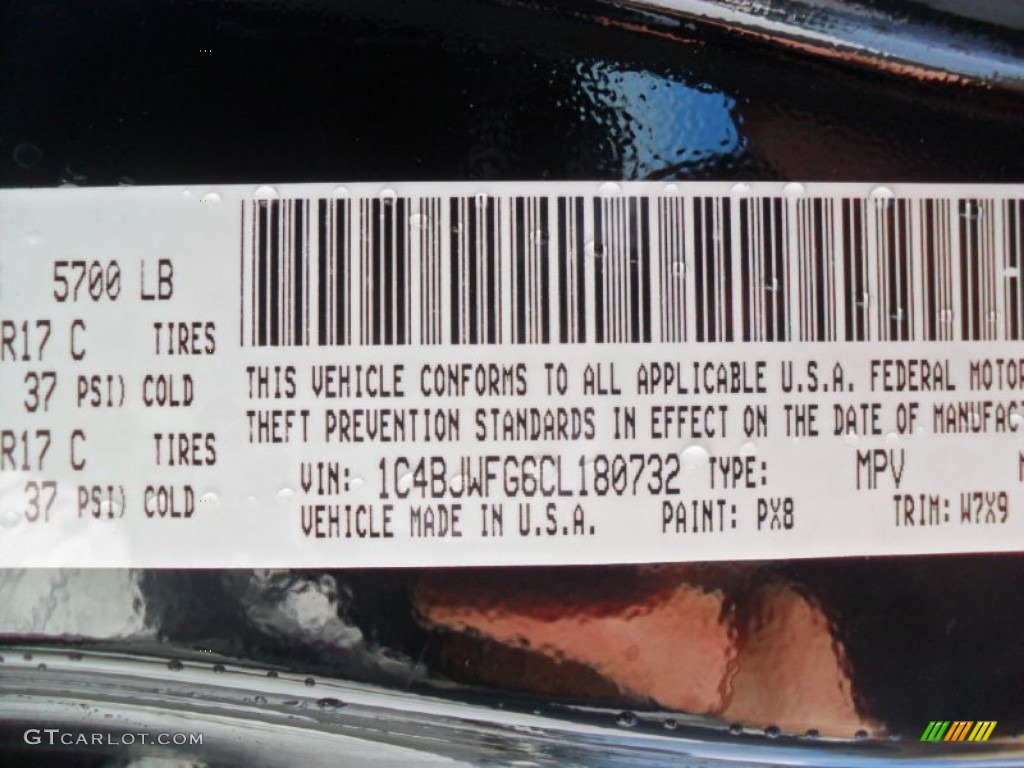 5700 LB
R17 C TIRES
37 PSI) COLD
R17 C TIRES
37 PSI) COLD
THIS VEHICLE CONFORMS TO ALL APPLICABLE U.S.A. FEDERAL MOTOR
THEFT PREVENTION STANDARDS IN EFFECT ON THE DATE OF MANUFACT
VIN: 1C4BJWFG6CL180732 TYPE: MPV
VEHICLE MADE IN U.S.A. PAINT: PX8 TRIM: W7X9
GTCARLOT.COM